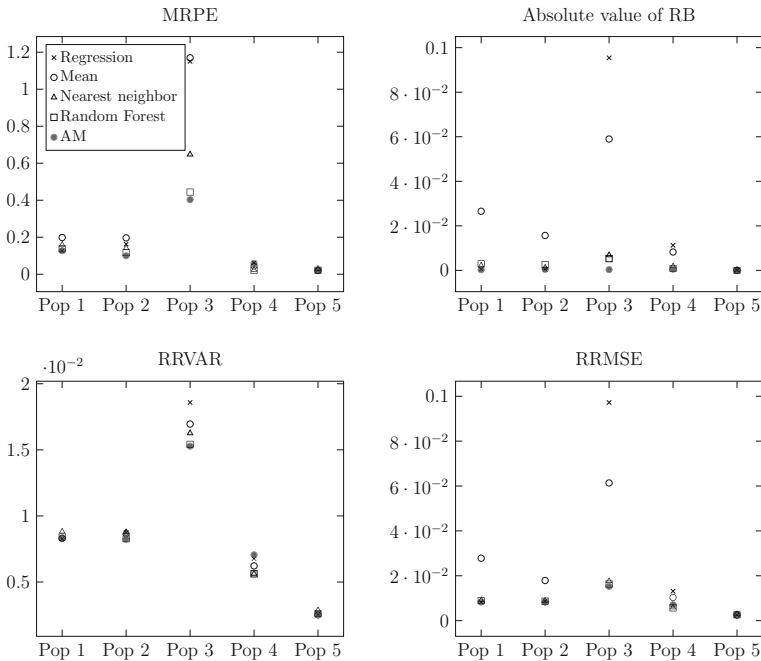 MRPE
1.2
1
0.8
0.6
0.4
0.2
0
Regression
Mean
Nearest neighbor
Random Forest
AM
Pop 1 Pop 2 Pop 3 Pop 4 Pop 5
Absolute value of RB
0.1
8 · 10⁻²
6 · 10⁻²
4 · 10⁻²
2 · 10⁻²
0
Pop 1 Pop 2 Pop 3 Pop 4 Pop 5
RRVAR
·10⁻²
2
1.5
1
0.5
Pop 1 Pop 2 Pop 3 Pop 4 Pop 5
RRMSE
0.1
8 · 10⁻²
6 · 10⁻²
4 · 10⁻²
2 · 10⁻²
0
Pop 1 Pop 2 Pop 3 Pop 4 Pop 5